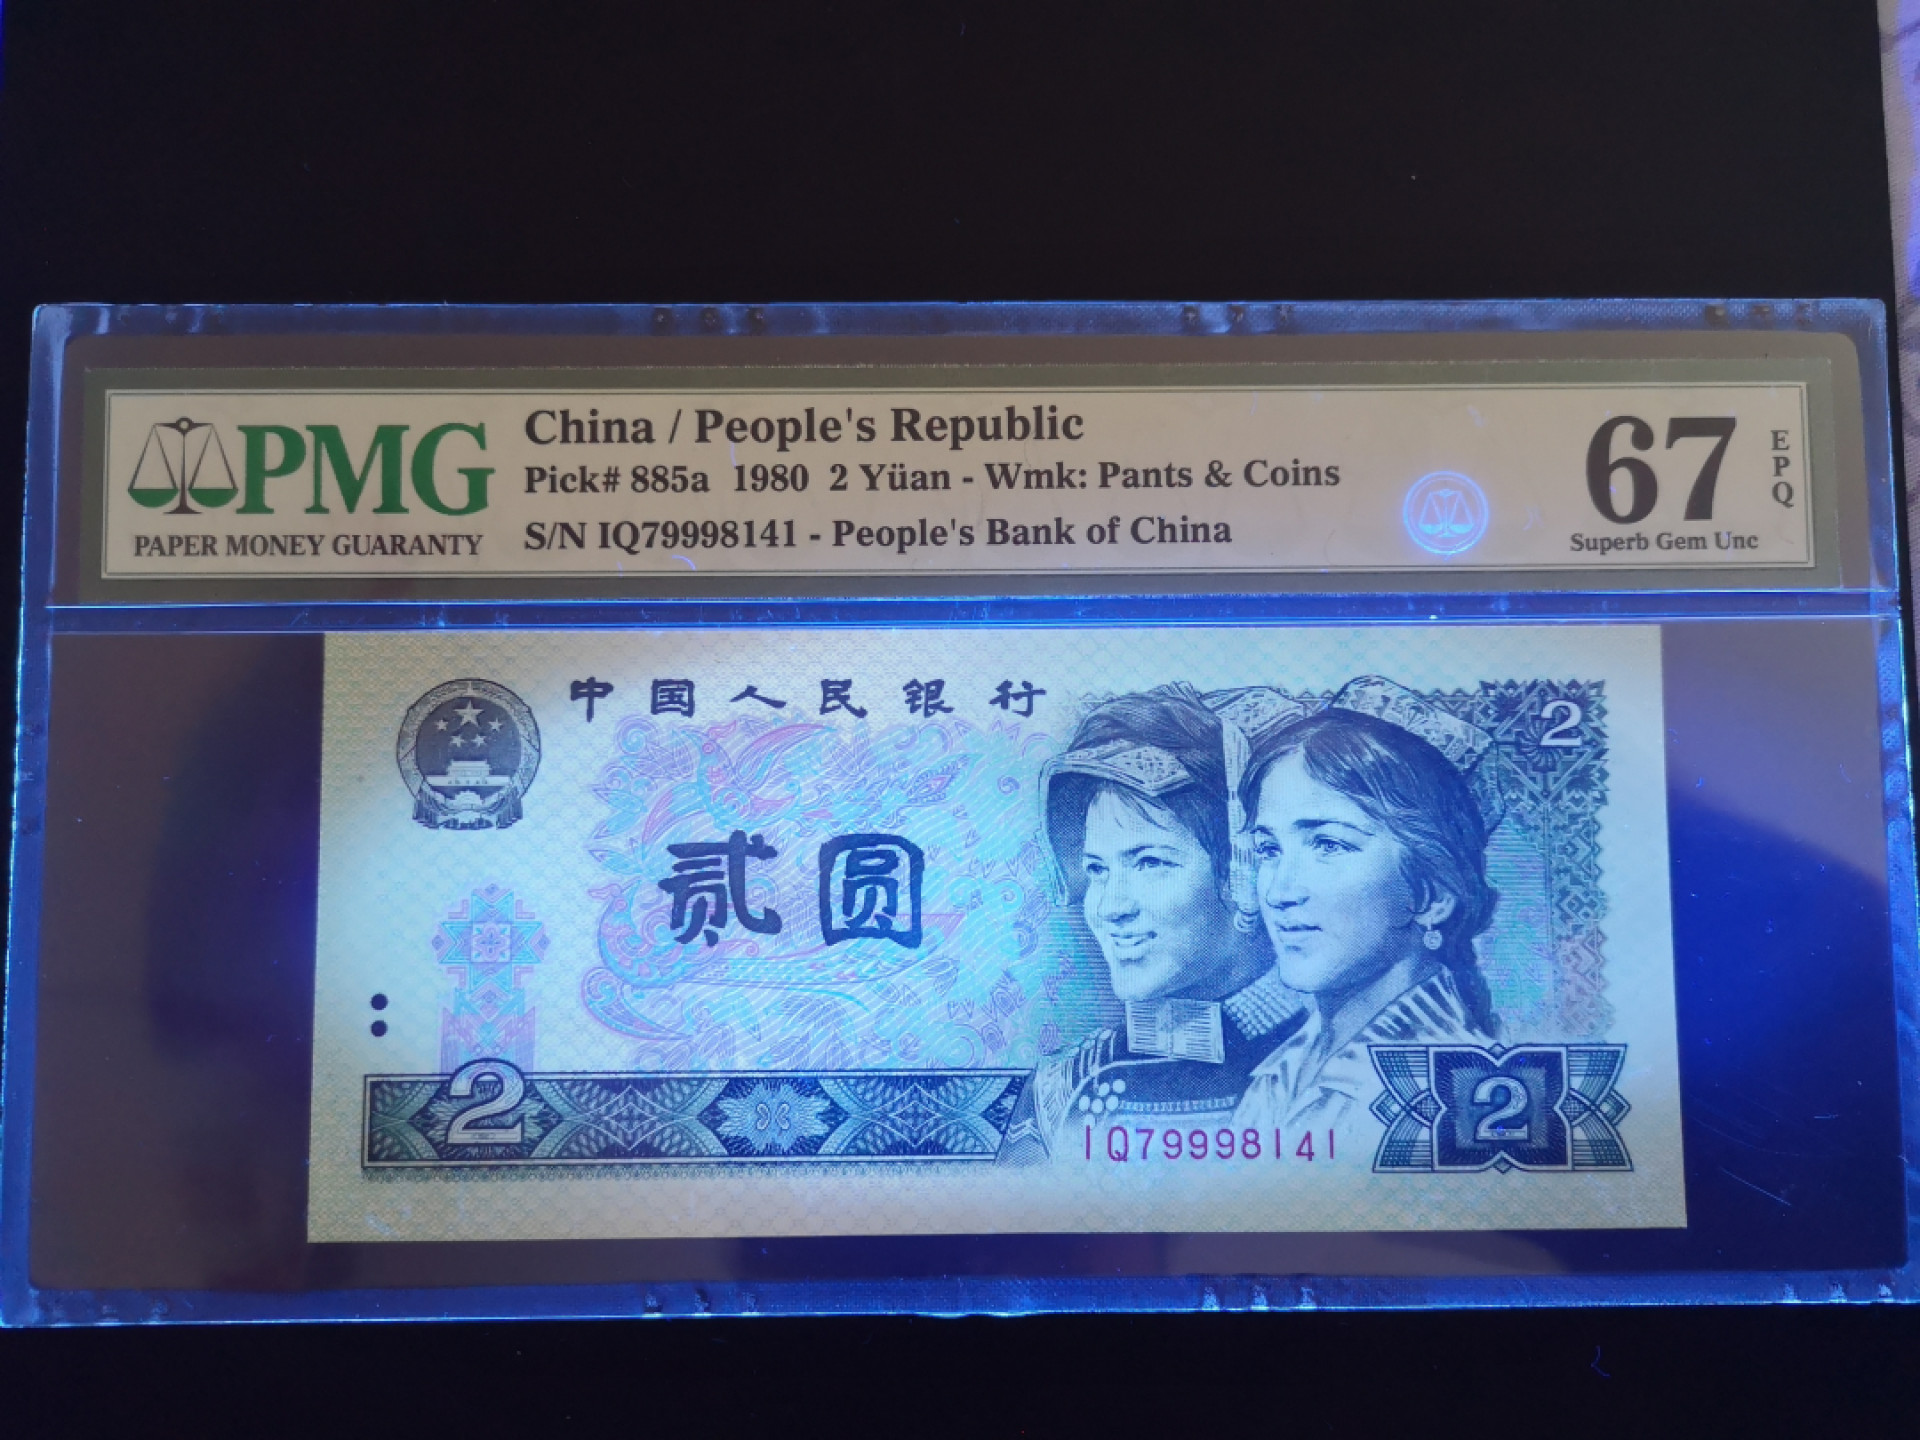 PMG
PAPER MONEY GUARANTY
China / People's Republic
Pick# 885a 1980 2 Yüan - Wmk: Pants & Coins
S/N IQ79998141 - People's Bank of China
67
EPQ
Superb Gem Unc
中国人民银行
2
贰圆
2
IQ79998141
2